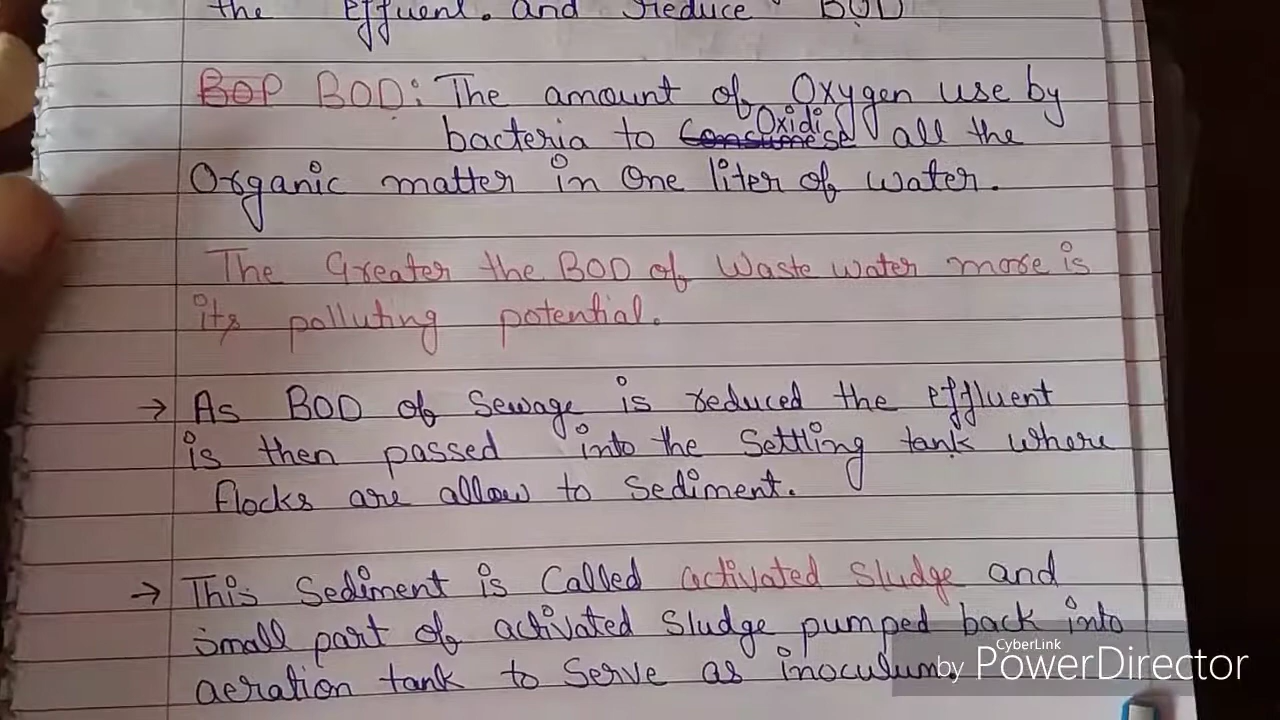 the Effuent. and reduce BOD
BOP BOD: The amount of Oxygen use by
bacteria to Consumese Oxidi all the
Organic matter in One liter of water.
The Greater the BOD of Waste water more is
its polluting potential.
→ As BOD of Sewage is reduced the effluent
is then passed into the Settling tank where
flocks are allow to Sediment.
→ This Sediment is Called activated Sludge and
Small part of activated Sludge pumped back into
aeration tank to Serve as inoculum
CyberLink
by PowerDirector